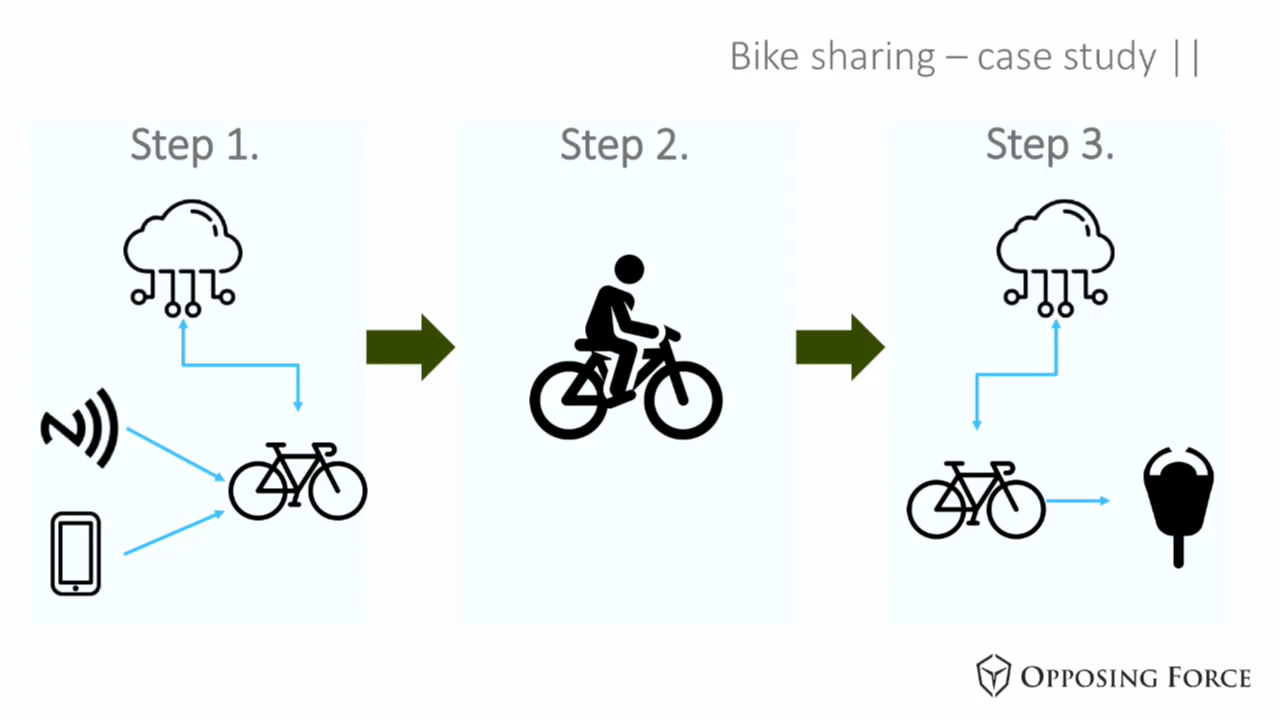 Bike sharing – case study ||
Step 1.
Step 2.
Step 3.
OPPOSING FORCE